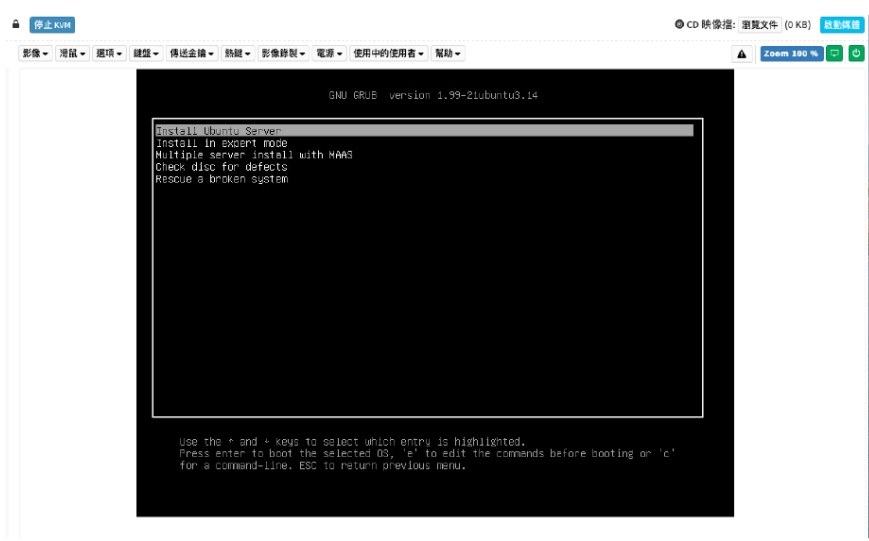 停止 KVM
CD 映像擋: 瀏覽文件 (0 KB) 啟動媒體
影像 滑鼠 選項 鍵盤 傳送金鑰 熱鍵 影像錄製 電源 使用中的使用者 幫助
Zoom 100 %
GNU GRUB version 1.99-21ubuntu3.14
Install Ubuntu Server
Install in expert mode
Multiple server install with MAAS
Check disc for defects
Rescue a broken system
Use the ↑ and ↓ keys to select which entry is highlighted.
Press enter to boot the selected OS, 'e' to edit the commands before booting or 'c'
for a command-line. ESC to return previous menu.